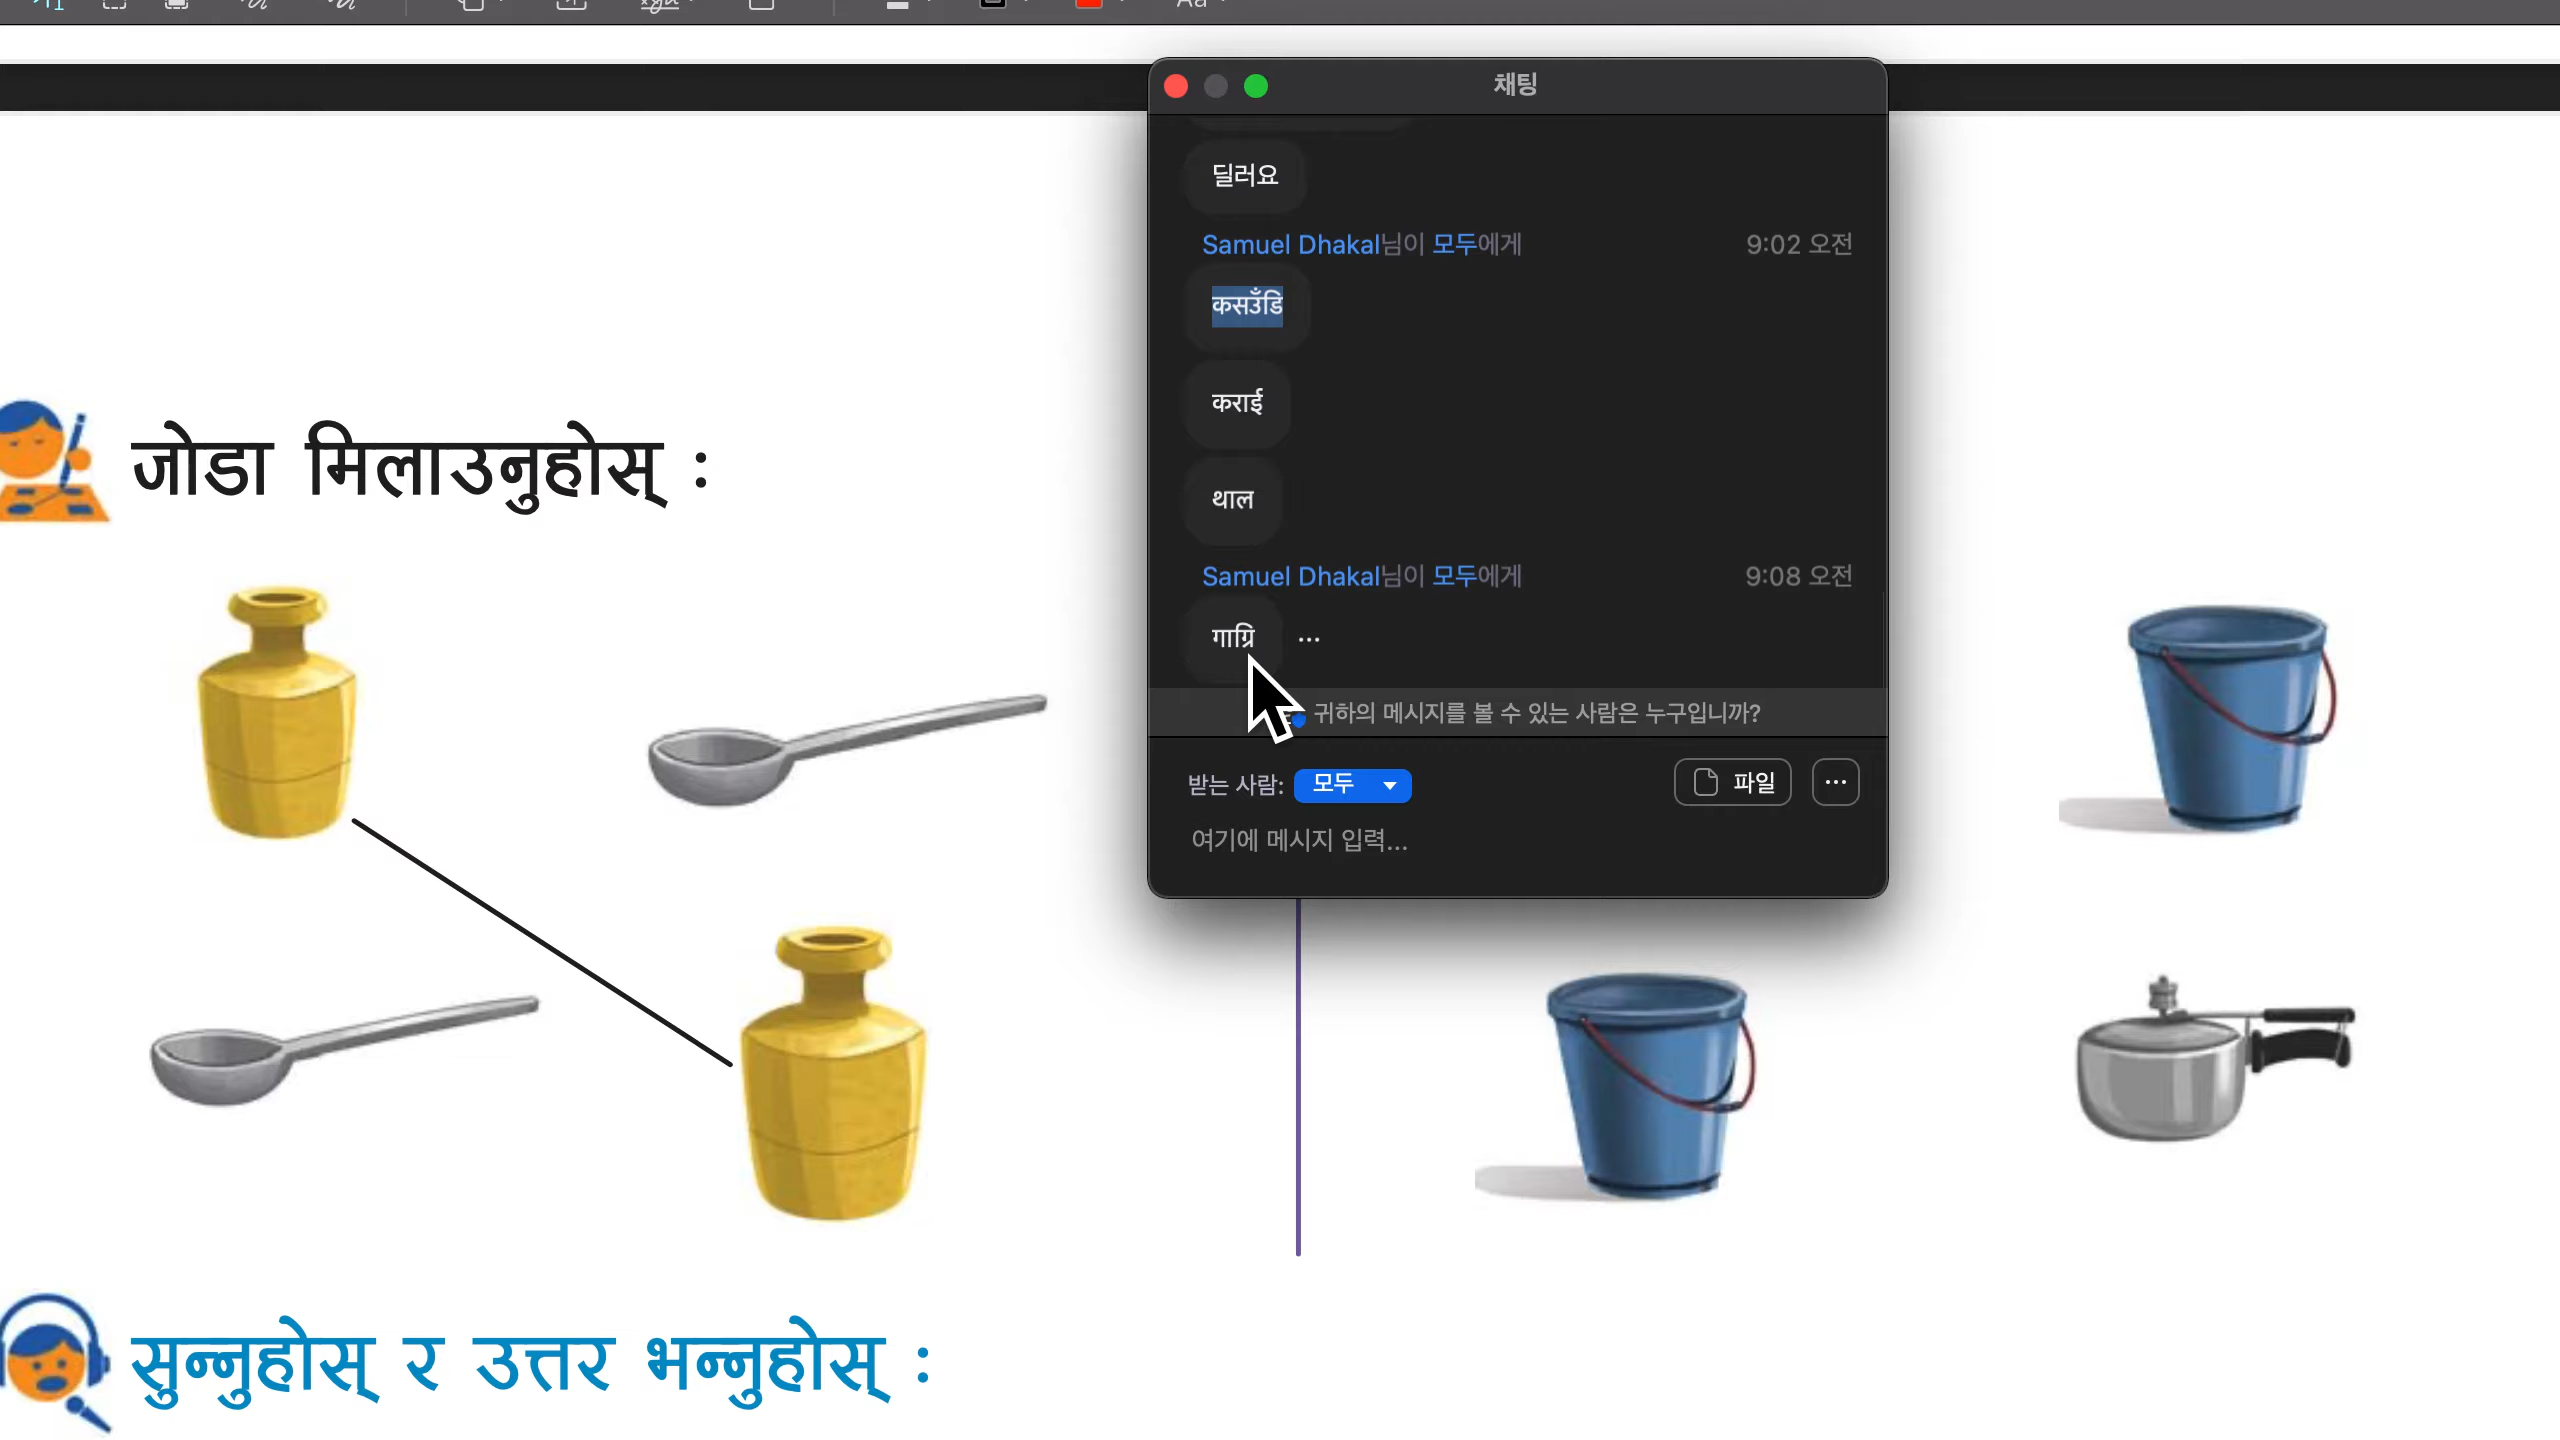 채팅
딜러요
Samuel Dhakal님이 모두에게 9:02 오전
कसउँडि
कराई
थाल
Samuel Dhakal님이 모두에게 9:08 오전
गाग्रि ...
귀하의 메시지를 볼 수 있는 사람은 누구입니까?
받는 사람: 모두 파일 ...
여기에 메시지 입력...
जोडा मिलाउनुहोस् :
सुन्नुहोस् र उत्तर भन्नुहोस् :